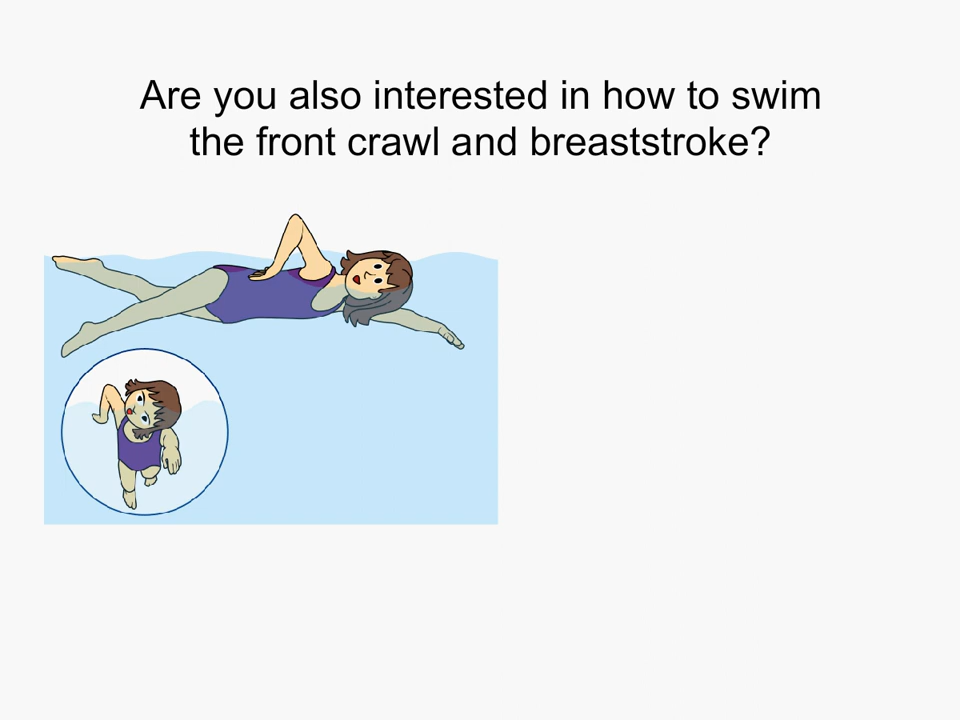 Are you also interested in how to swim
the front crawl and breaststroke?